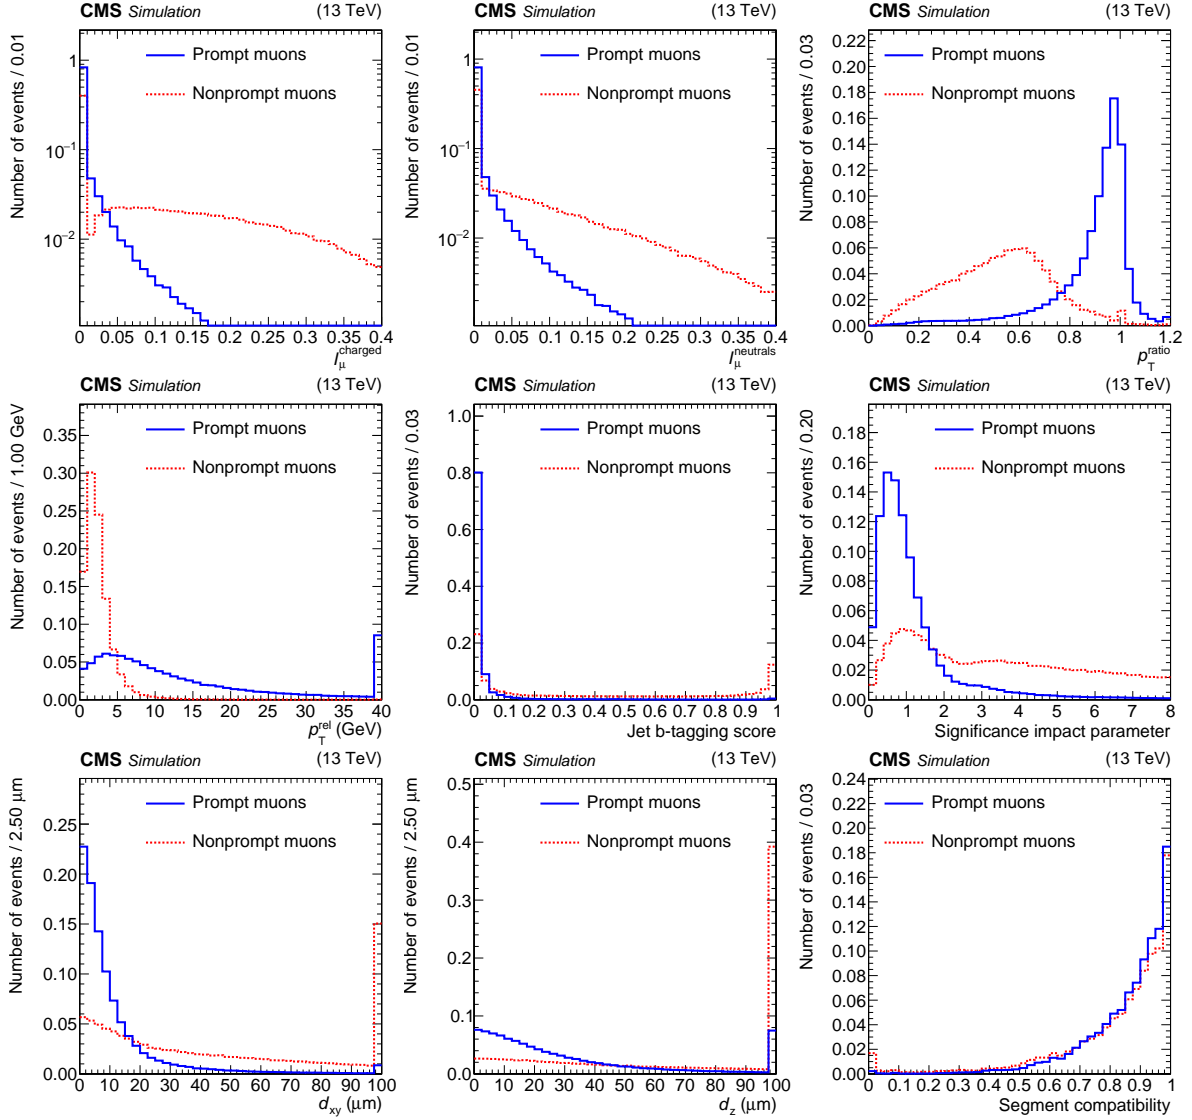 CMS Simulation (13 TeV)
Number of events / 0.01
Prompt muons
Nonprompt muons
1
10⁻¹
10⁻²
0 0.05 0.1 0.15 0.2 0.25 0.3 0.35 0.4
I_μ^charged
CMS Simulation (13 TeV)
Number of events / 0.01
Prompt muons
Nonprompt muons
1
10⁻¹
10⁻²
0 0.05 0.1 0.15 0.2 0.25 0.3 0.35 0.4
I_μ^neutrals
CMS Simulation (13 TeV)
Number of events / 0.03
Prompt muons
Nonprompt muons
0.22
0.20
0.18
0.16
0.14
0.12
0.10
0.08
0.06
0.04
0.02
0.00
0 0.2 0.4 0.6 0.8 1 1.2
p_T^ratio
CMS Simulation (13 TeV)
Number of events / 1.00 GeV
Prompt muons
Nonprompt muons
0.35
0.30
0.25
0.20
0.15
0.10
0.05
0.00
0 5 10 15 20 25 30 35 40
p_T^rel (GeV)
CMS Simulation (13 TeV)
Number of events / 0.03
Prompt muons
Nonprompt muons
1.0
0.8
0.6
0.4
0.2
0.0
0 0.1 0.2 0.3 0.4 0.5 0.6 0.7 0.8 0.9 1
Jet b-tagging score
CMS Simulation (13 TeV)
Number of events / 0.20
Prompt muons
Nonprompt muons
0.18
0.16
0.14
0.12
0.10
0.08
0.06
0.04
0.02
0.00
0 1 2 3 4 5 6 7 8
Significance impact parameter
CMS Simulation (13 TeV)
Number of events / 2.50 μm
Prompt muons
Nonprompt muons
0.25
0.20
0.15
0.10
0.05
0.00
0 10 20 30 40 50 60 70 80 90 100
d_xy (μm)
CMS Simulation (13 TeV)
Number of events / 2.50 μm
Prompt muons
Nonprompt muons
0.5
0.4
0.3
0.2
0.1
0.0
0 10 20 30 40 50 60 70 80 90 100
d_z (μm)
CMS Simulation (13 TeV)
Number of events / 0.03
Prompt muons
Nonprompt muons
0.24
0.22
0.20
0.18
0.16
0.14
0.12
0.10
0.08
0.06
0.04
0.02
0.00
0 0.1 0.2 0.3 0.4 0.5 0.6 0.7 0.8 0.9 1
Segment compatibility